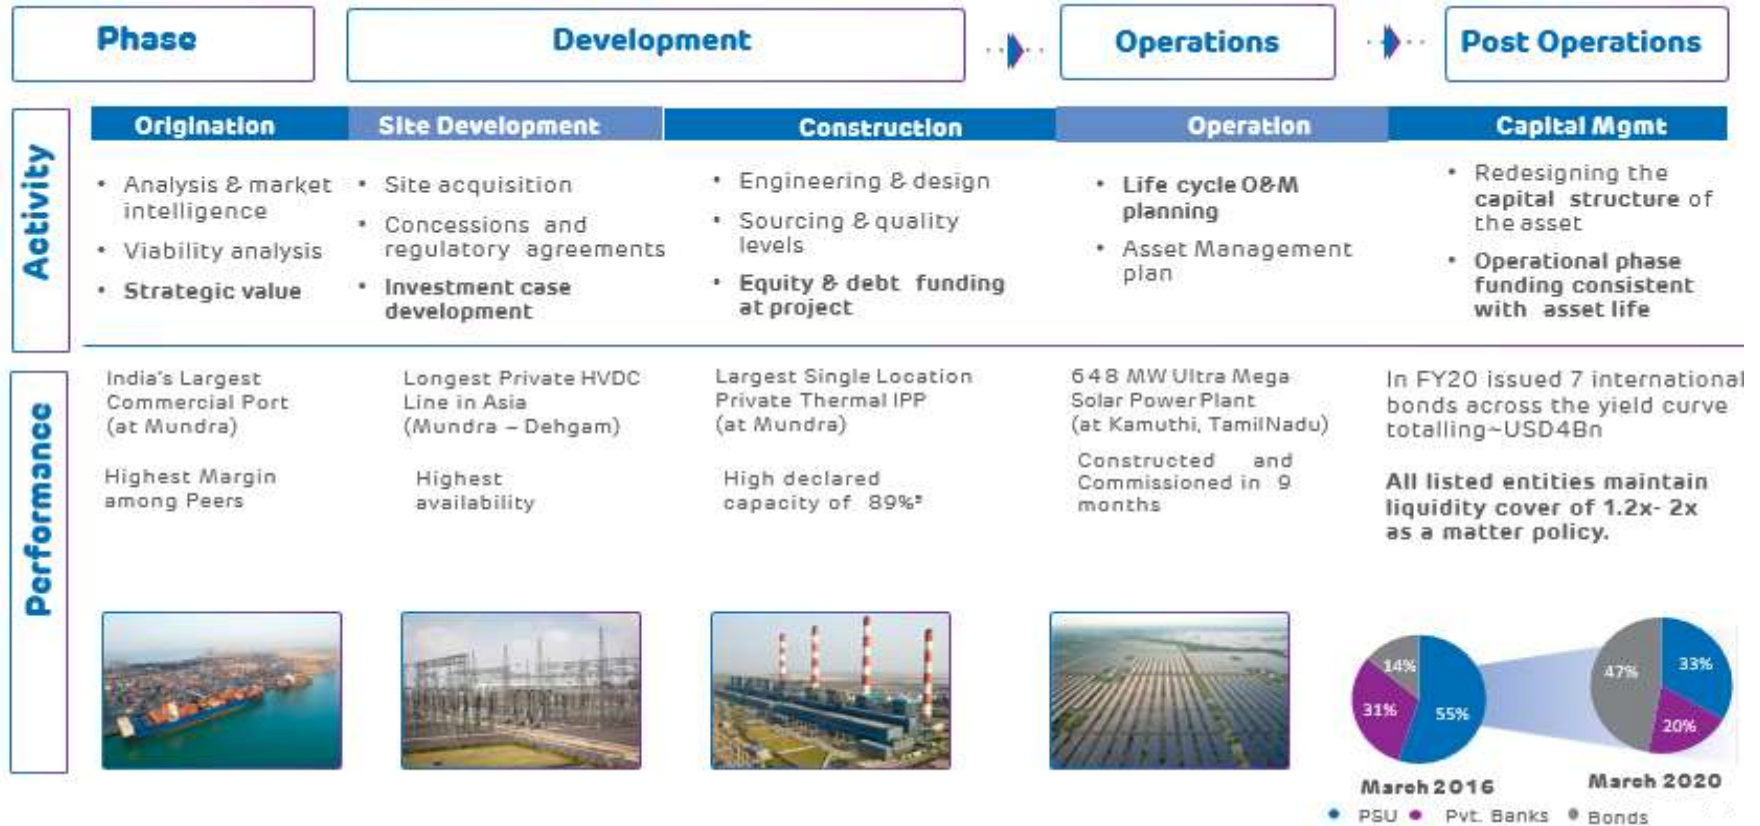 Phase
Development
Operations
Post Operations
Activity
Origination
Site Development
Construction
Operation
Capital Mgmt
• Analysis & market
intelligence
• Viability analysis
• Strategic value
• Site acquisition
• Concessions and
regulatory agreements
• Investment case
development
• Engineering & design
• Sourcing & quality
levels
• Equity & debt funding
at project
• Life cycle O&M
planning
• Asset Management
plan
• Redesigning the
capital structure of
the asset
• Operational phase
funding consistent
with asset life
Performance
India's Largest
Commercial Port
(at Mundra)
Highest Margin
among Peers
Longest Private HVDC
Line in Asia
(Mundra – Dehgam)
Highest
availability
Largest Single Location
Private Thermal IPP
(at Mundra)
High declared
capacity of 89%
648 MW Ultra Mega
Solar Power Plant
(at Kamuthi, TamilNadu)
Constructed and
Commissioned in 9
months
In FY20 issued 7 international
bonds across the yield curve
totalling~USD4Bn
All listed entities maintain
liquidity cover of 1.2x- 2x
as a matter policy.
14%
31%
55%
March 2016
47%
33%
20%
March 2020
• PSU • Pvt. Banks • Bonds